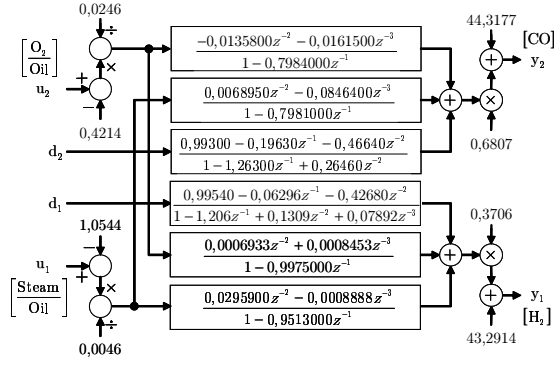 0,0246
÷
44,3177
[O₂/Oil]
×
(−0,0135800z⁻² − 0,0161500z⁻³)/(1 − 0,7984000z⁻¹)
+
[CO]
y₂
u₂
+
−
0,4214
(0,0068950z⁻² − 0,0846400z⁻³)/(1 − 0,7981000z⁻¹)
+
×
0,6807
d₂
(0,99300 − 0,19630z⁻¹ − 0,46640z⁻²)/(1 − 1,26300z⁻¹ + 0,26460z⁻²)
d₁
(0,99540 − 0,06296z⁻¹ − 0,42680z⁻²)/(1 − 1,206z⁻¹ + 0,1309z⁻² + 0,07892z⁻³)
1,0544
0,3706
−
u₁
+
(0,0006933z⁻² + 0,0008453z⁻³)/(1 − 0,9975000z⁻¹)
+
×
×
[Steam/Oil]
÷
(0,0295900z⁻² − 0,0008888z⁻³)/(1 − 0,9513000z⁻¹)
+
y₁
[H₂]
0,0046
43,2914